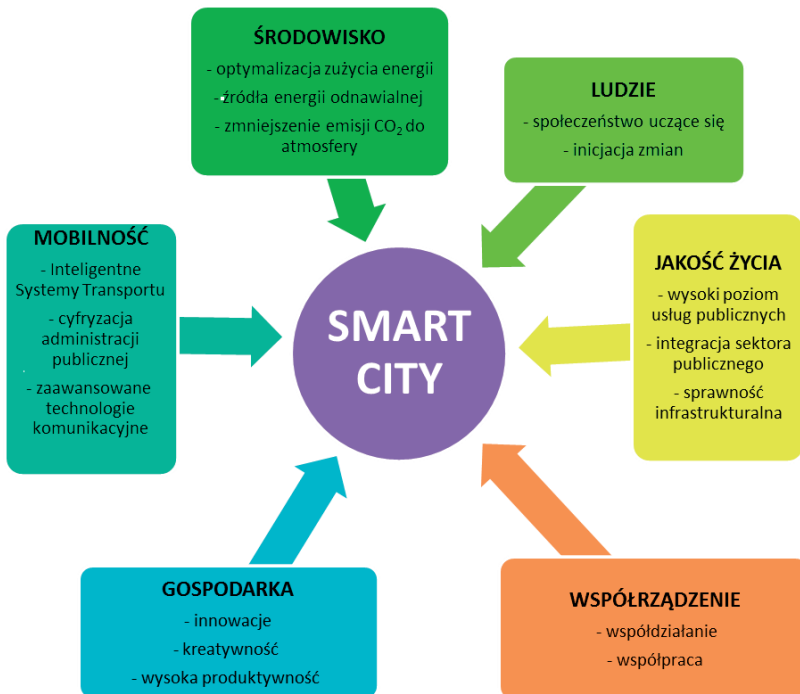 ŚRODOWISKO
- optymalizacja zużycia energii
- źródła energii odnawialnej
- zmniejszenie emisji CO₂ do
atmosfery
LUDZIE
- społeczeństwo uczące się
- inicjacja zmian
MOBILNOŚĆ
- Inteligentne
Systemy Transportu
- cyfryzacja
administracji
publicznej
- zaawansowane
technologie
komunikacyjne
SMART
CITY
JAKOŚĆ ŻYCIA
- wysoki poziom
usług publicznych
- integracja sektora
publicznego
- sprawność
infrastrukturalna
GOSPODARKA
- innowacje
- kreatywność
- wysoka produktywność
WSPÓŁRZĄDZENIE
- współdziałanie
- współpraca